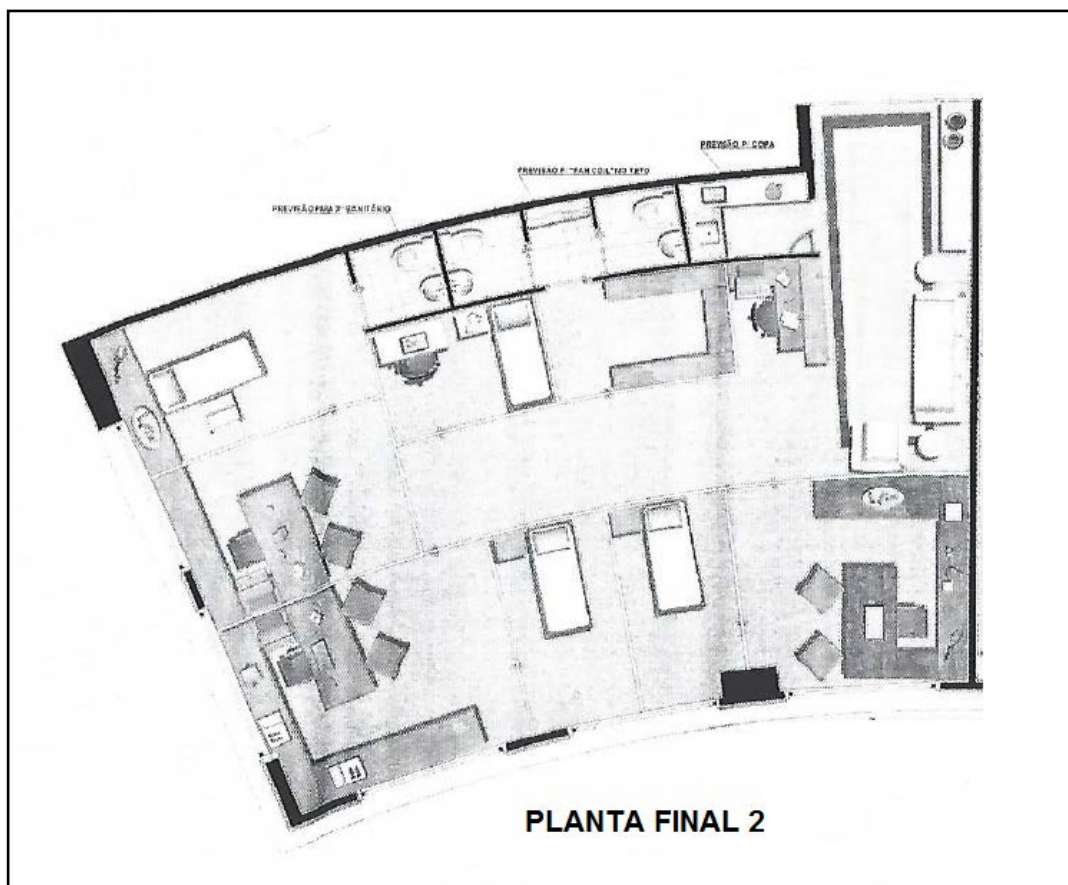 PREVISÃO P/ COPA
PREVISÃO P/ "FAN COIL" NO TETO
PREVISÃO PARA 2º SANITÁRIO
PLANTA FINAL 2